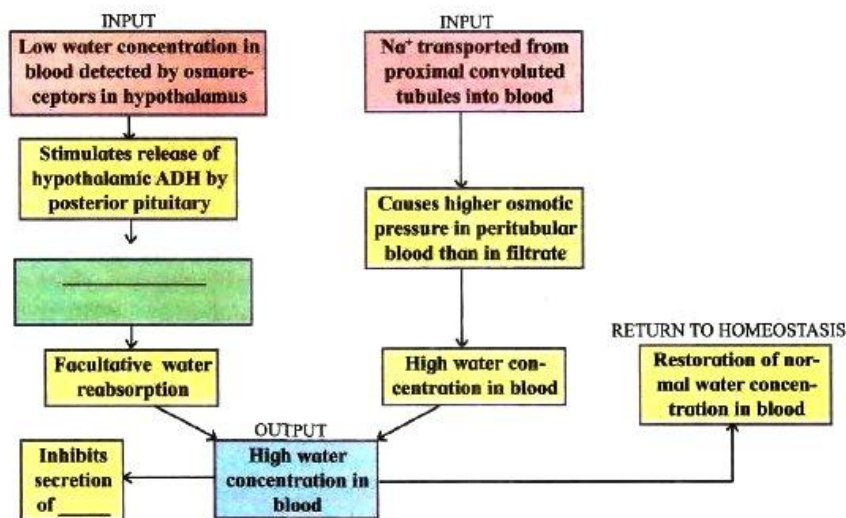 INPUT
Low water concentration in
blood detected by osmore-
ceptors in hypothalamus
Stimulates release of
hypothalamic ADH by
posterior pituitary
Facultative water
reabsorption
INPUT
Na⁺ transported from
proximal convoluted
tubules into blood
Causes higher osmotic
pressure in peritubular
blood than in filtrate
High water con-
centration in blood
OUTPUT
High water
concentration in
blood
Inhibits
secretion
of ______
RETURN TO HOMEOSTASIS
Restoration of nor-
mal water concen-
tration in blood